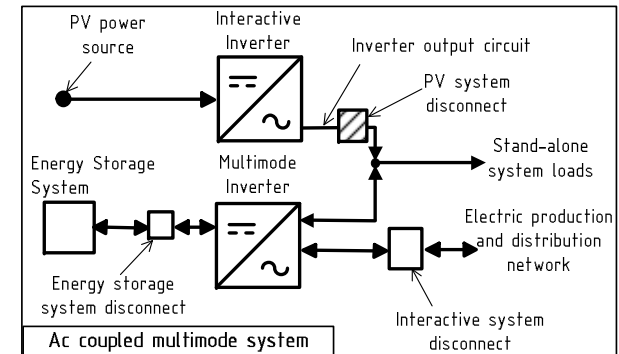 PV power
source
Interactive
Inverter
Inverter output circuit
PV system
disconnect
Stand-alone
system loads
Energy Storage
System
Multimode
Inverter
Electric production
and distribution
network
Energy storage
system disconnect
Interactive system
disconnect
Ac coupled multimode system